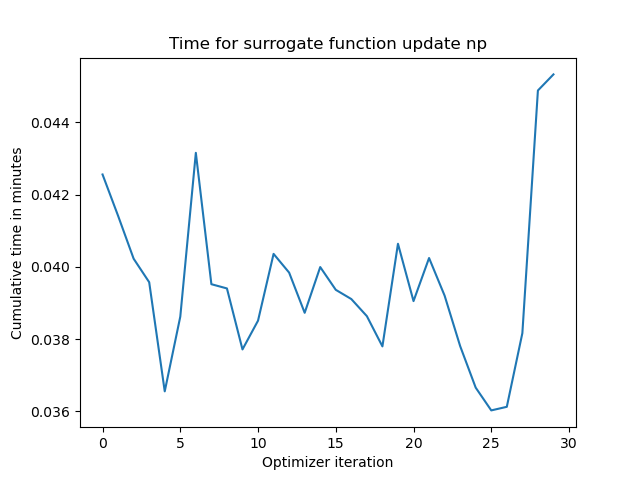 Time for surrogate function update np
Cumulative time in minutes
0.044
0.042
0.040
0.038
0.036
0 5 10 15 20 25 30
Optimizer iteration